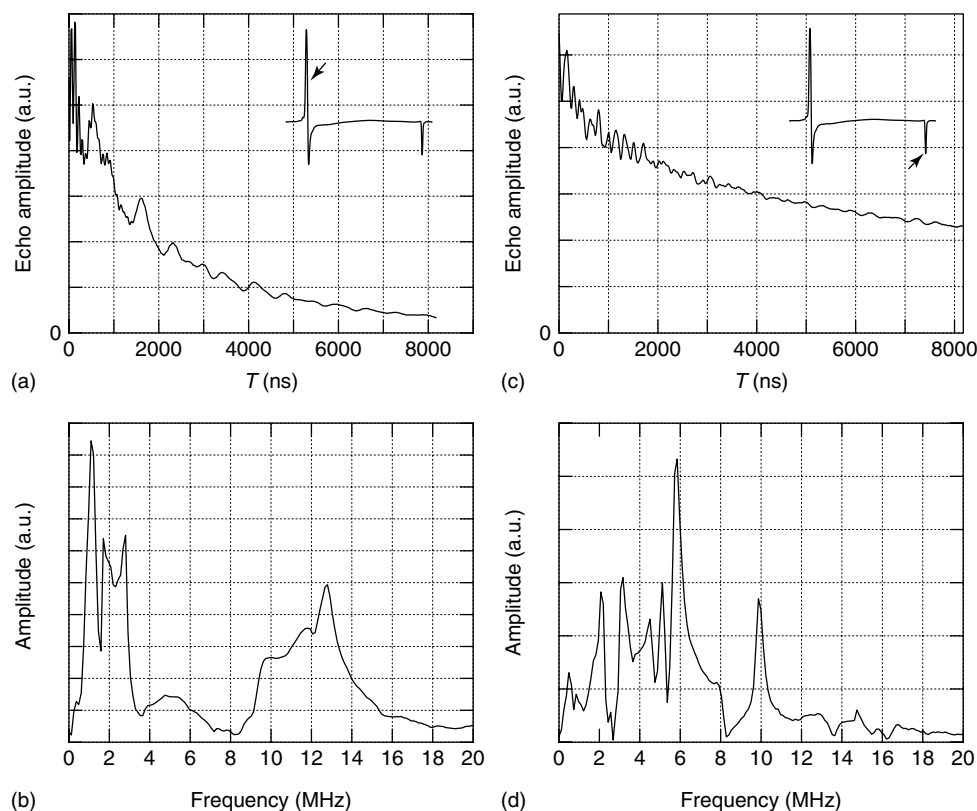 Echo amplitude (a.u.)
0
0 2000 4000 6000 8000
(a)
T (ns)
Amplitude (a.u.)
0 2 4 6 8 10 12 14 16 18 20
(b)
Frequency (MHz)
Echo amplitude (a.u.)
0
0 2000 4000 6000 8000
(c)
T (ns)
Amplitude (a.u.)
0 2 4 6 8 10 12 14 16 18 20
(d)
Frequency (MHz)